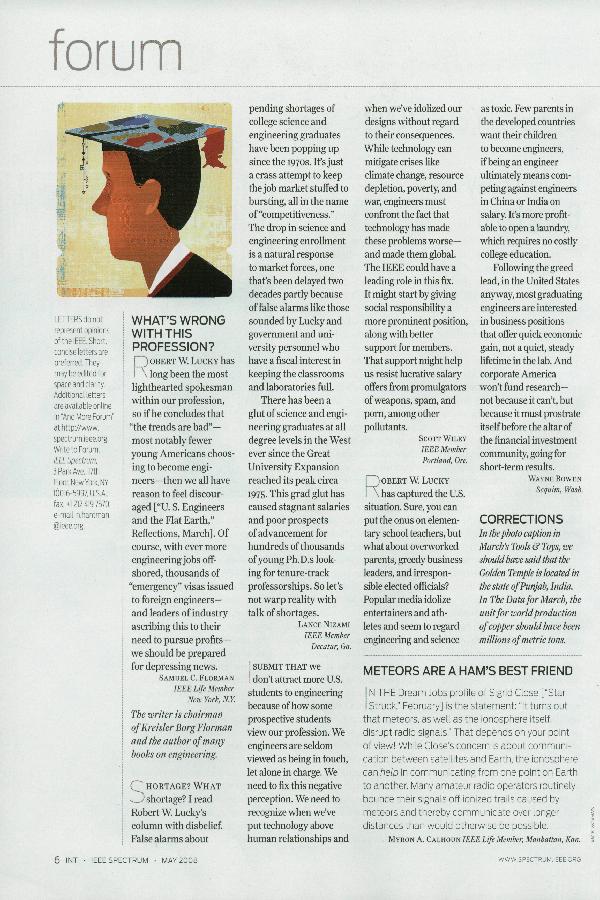 forum
LETTERS do not
represent opinions
of the IEEE. Short,
concise letters are
preferred. They
may be edited for
space and clarity.
Additional letters
are available online
in "And More Forum"
at http://www.
spectrum.ieee.org.
Write to Forum,
IEEE Spectrum,
3 Park Ave., 17th
Floor, New York, NY
10016-5997, U.S.A.;
fax, +1 212 419 7570;
e-mail, n.hantman
@ieee.org.
WHAT'S WRONG
WITH THIS
PROFESSION?
ROBERT W. LUCKY has
long been the most
lighthearted spokesman
within our profession,
so if he concludes that
"the trends are bad"—
most notably fewer
young Americans choos-
ing to become engi-
neers—then we all have
reason to feel discour-
aged ["U.S. Engineers
and the Flat Earth,"
Reflections, March]. Of
course, with ever more
engineering jobs off-
shored, thousands of
"emergency" visas issued
to foreign engineers—
and leaders of industry
ascribing this to their
need to pursue profits—
we should be prepared
for depressing news.
SAMUEL C. FLORMAN
IEEE Life Member
New York, N.Y.
The writer is chairman
of Kreisler Borg Florman
and the author of many
books on engineering.
SHORTAGE? WHAT
shortage? I read
Robert W. Lucky's
column with disbelief.
False alarms about
pending shortages of
college science and
engineering graduates
have been popping up
since the 1970s. It's just
a crass attempt to keep
the job market stuffed to
bursting, all in the name
of "competitiveness."
The drop in science and
engineering enrollment
is a natural response
to market forces, one
that's been delayed two
decades partly because
of false alarms like those
sounded by Lucky and
government and uni-
versity personnel who
have a fiscal interest in
keeping the classrooms
and laboratories full.
There has been a
glut of science and engi-
neering graduates at all
degree levels in the West
ever since the Great
University Expansion
reached its peak circa
1975. This grad glut has
caused stagnant salaries
and poor prospects
of advancement for
hundreds of thousands
of young Ph.D.s look-
ing for tenure-track
professorships. So let's
not warp reality with
talk of shortages.
LANCE NIZAMI
IEEE Member
Decatur, Ga.
I SUBMIT THAT we
don't attract more U.S.
students to engineering
because of how some
prospective students
view our profession. We
engineers are seldom
viewed as being in touch,
let alone in charge. We
need to fix this negative
perception. We need to
recognize when we've
put technology above
human relationships and
when we've idolized our
designs without regard
to their consequences.
While technology can
mitigate crises like
climate change, resource
depletion, poverty, and
war, engineers must
confront the fact that
technology has made
these problems worse—
and made them global.
The IEEE could have a
leading role in this fix.
It might start by giving
social responsibility a
more prominent position,
along with better
support for members.
That support might help
us resist lucrative salary
offers from promulgators
of weapons, spam, and
porn, among other
pollutants.
SCOTT WILKY
IEEE Member
Portland, Ore.
ROBERT W. LUCKY
has captured the U.S.
situation. Sure, you can
put the onus on elemen-
tary school teachers, but
what about overworked
parents, greedy business
leaders, and irrespon-
sible elected officials?
Popular media idolize
entertainers and ath-
letes and seem to regard
engineering and science
as toxic. Few parents in
the developed countries
want their children
to become engineers,
if being an engineer
ultimately means com-
peting against engineers
in China or India on
salary. It's more profit-
able to open a laundry,
which requires no costly
college education.
Following the greed
lead, in the United States
anyway, most graduating
engineers are interested
in business positions
that offer quick economic
gain, not a quiet, steady
lifetime in the lab. And
corporate America
won't fund research—
not because it can't, but
because it must prostrate
itself before the altar of
the financial investment
community, going for
short-term results.
WAYNE BOWEN
Sequim, Wash.
CORRECTIONS
In the photo caption in
March's Tools & Toys, we
should have said that the
Golden Temple is located in
the state of Punjab, India.
In The Data for March, the
unit for world production
of copper should have been
millions of metric tons.
METEORS ARE A HAM'S BEST FRIEND
IN THE Dream Jobs profile of Sigrid Close ["Star
Struck," February] is the statement: "It turns out
that meteors, as well as the ionosphere itself,
disrupt radio signals." That depends on your point
of view! While Close's concern is about communi-
cation between satellites and Earth, the ionosphere
can help in communicating from one point on Earth
to another. Many amateur radio operators routinely
bounce their signals off ionized trails caused by
meteors and thereby communicate over longer
distances than would otherwise be possible.
MYRON A. CALHOUN IEEE Life Member, Manhattan, Kan.
6 INT · IEEE SPECTRUM · MAY 2008
WWW.SPECTRUM.IEEE.ORG